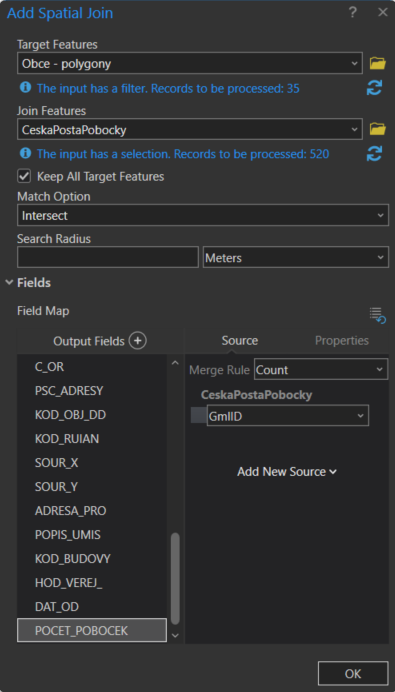 Add Spatial Join
Target Features
Obce - polygony
The input has a filter. Records to be processed: 35
Join Features
CeskaPostaPobocky
The input has a selection. Records to be processed: 520
Keep All Target Features
Match Option
Intersect
Search Radius
Meters
Fields
Field Map
Output Fields
Source
Properties
C_OR
PSC_ADRESY
KOD_OBJ_DD
KOD_RUIAN
SOUR_X
SOUR_Y
ADRESA_PRO
POPIS_UMIS
KOD_BUDOVY
HOD_VEREJ_
DAT_OD
POCET_POBOCEK
Merge Rule Count
CeskaPostaPobocky
GmlID
Add New Source
OK